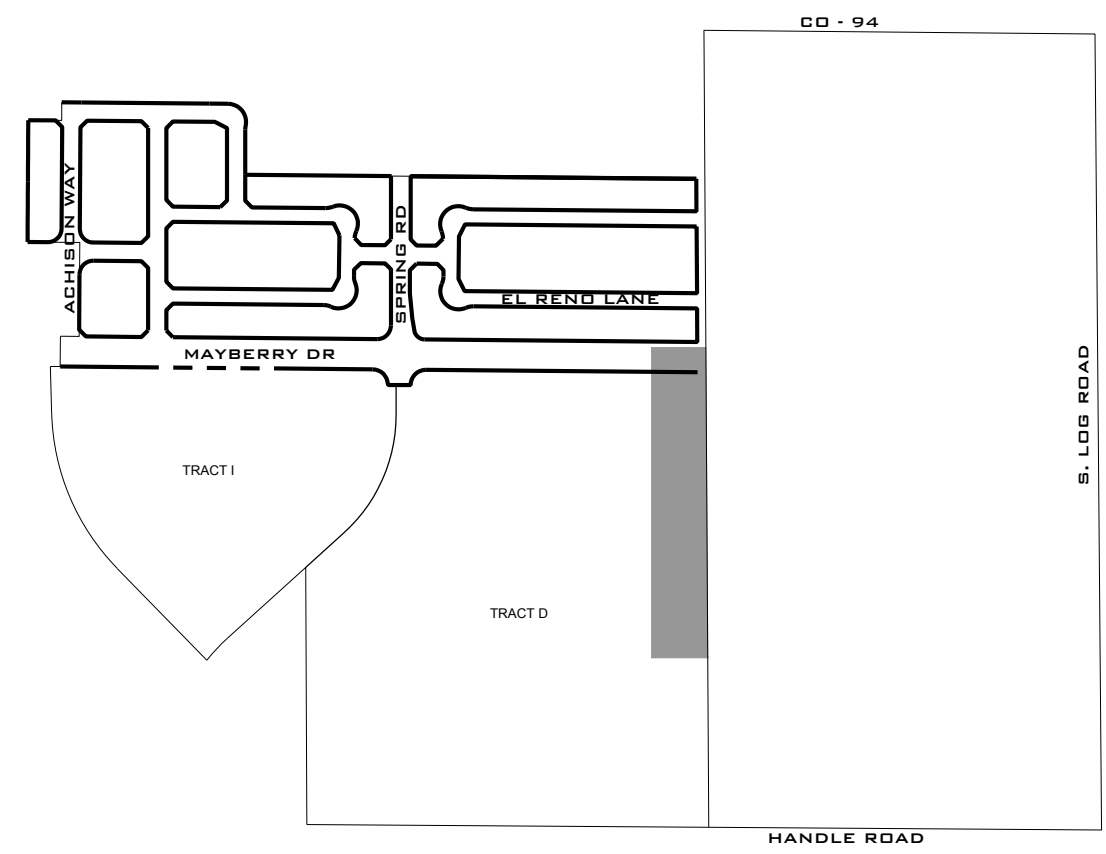 CO - 94
ACHISON WAY
SPRING RD
EL RENO LANE
MAYBERRY DR
S. LOG ROAD
TRACT I
TRACT D
HANDLE ROAD